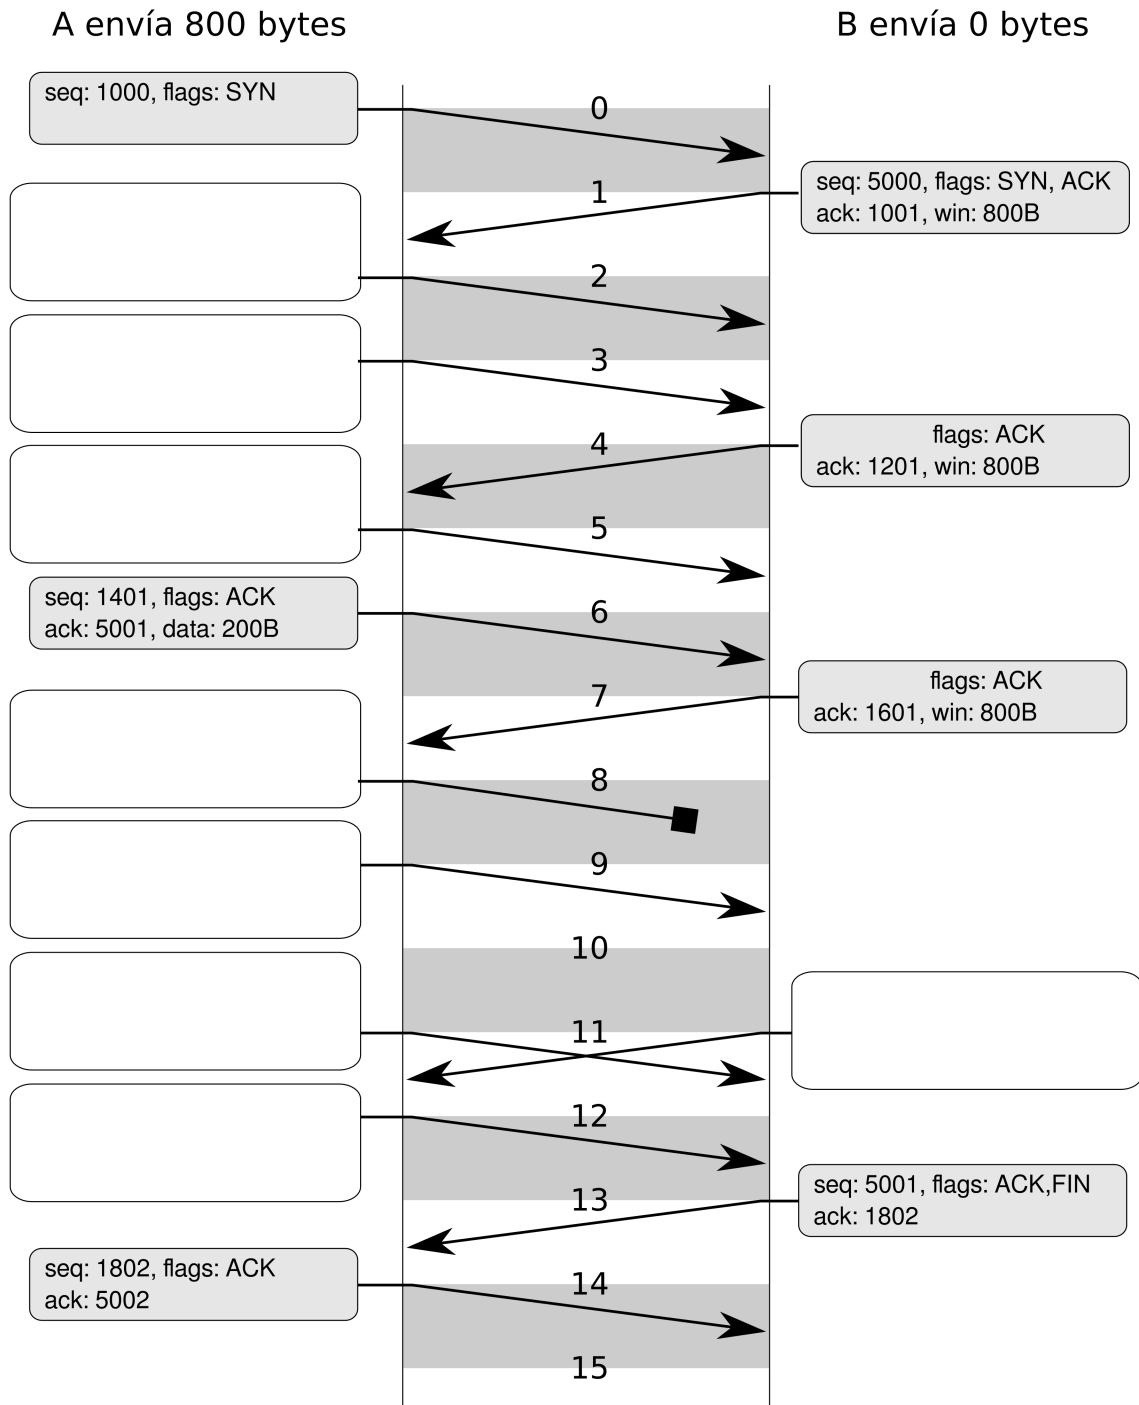 A envía 800 bytes
B envía 0 bytes
seq: 1000, flags: SYN
0
1
seq: 5000, flags: SYN, ACK
ack: 1001, win: 800B
2
3
4
flags: ACK
ack: 1201, win: 800B
5
seq: 1401, flags: ACK
ack: 5001, data: 200B
6
7
flags: ACK
ack: 1601, win: 800B
8
9
10
11
12
13
seq: 5001, flags: ACK,FIN
ack: 1802
seq: 1802, flags: ACK
ack: 5002
14
15